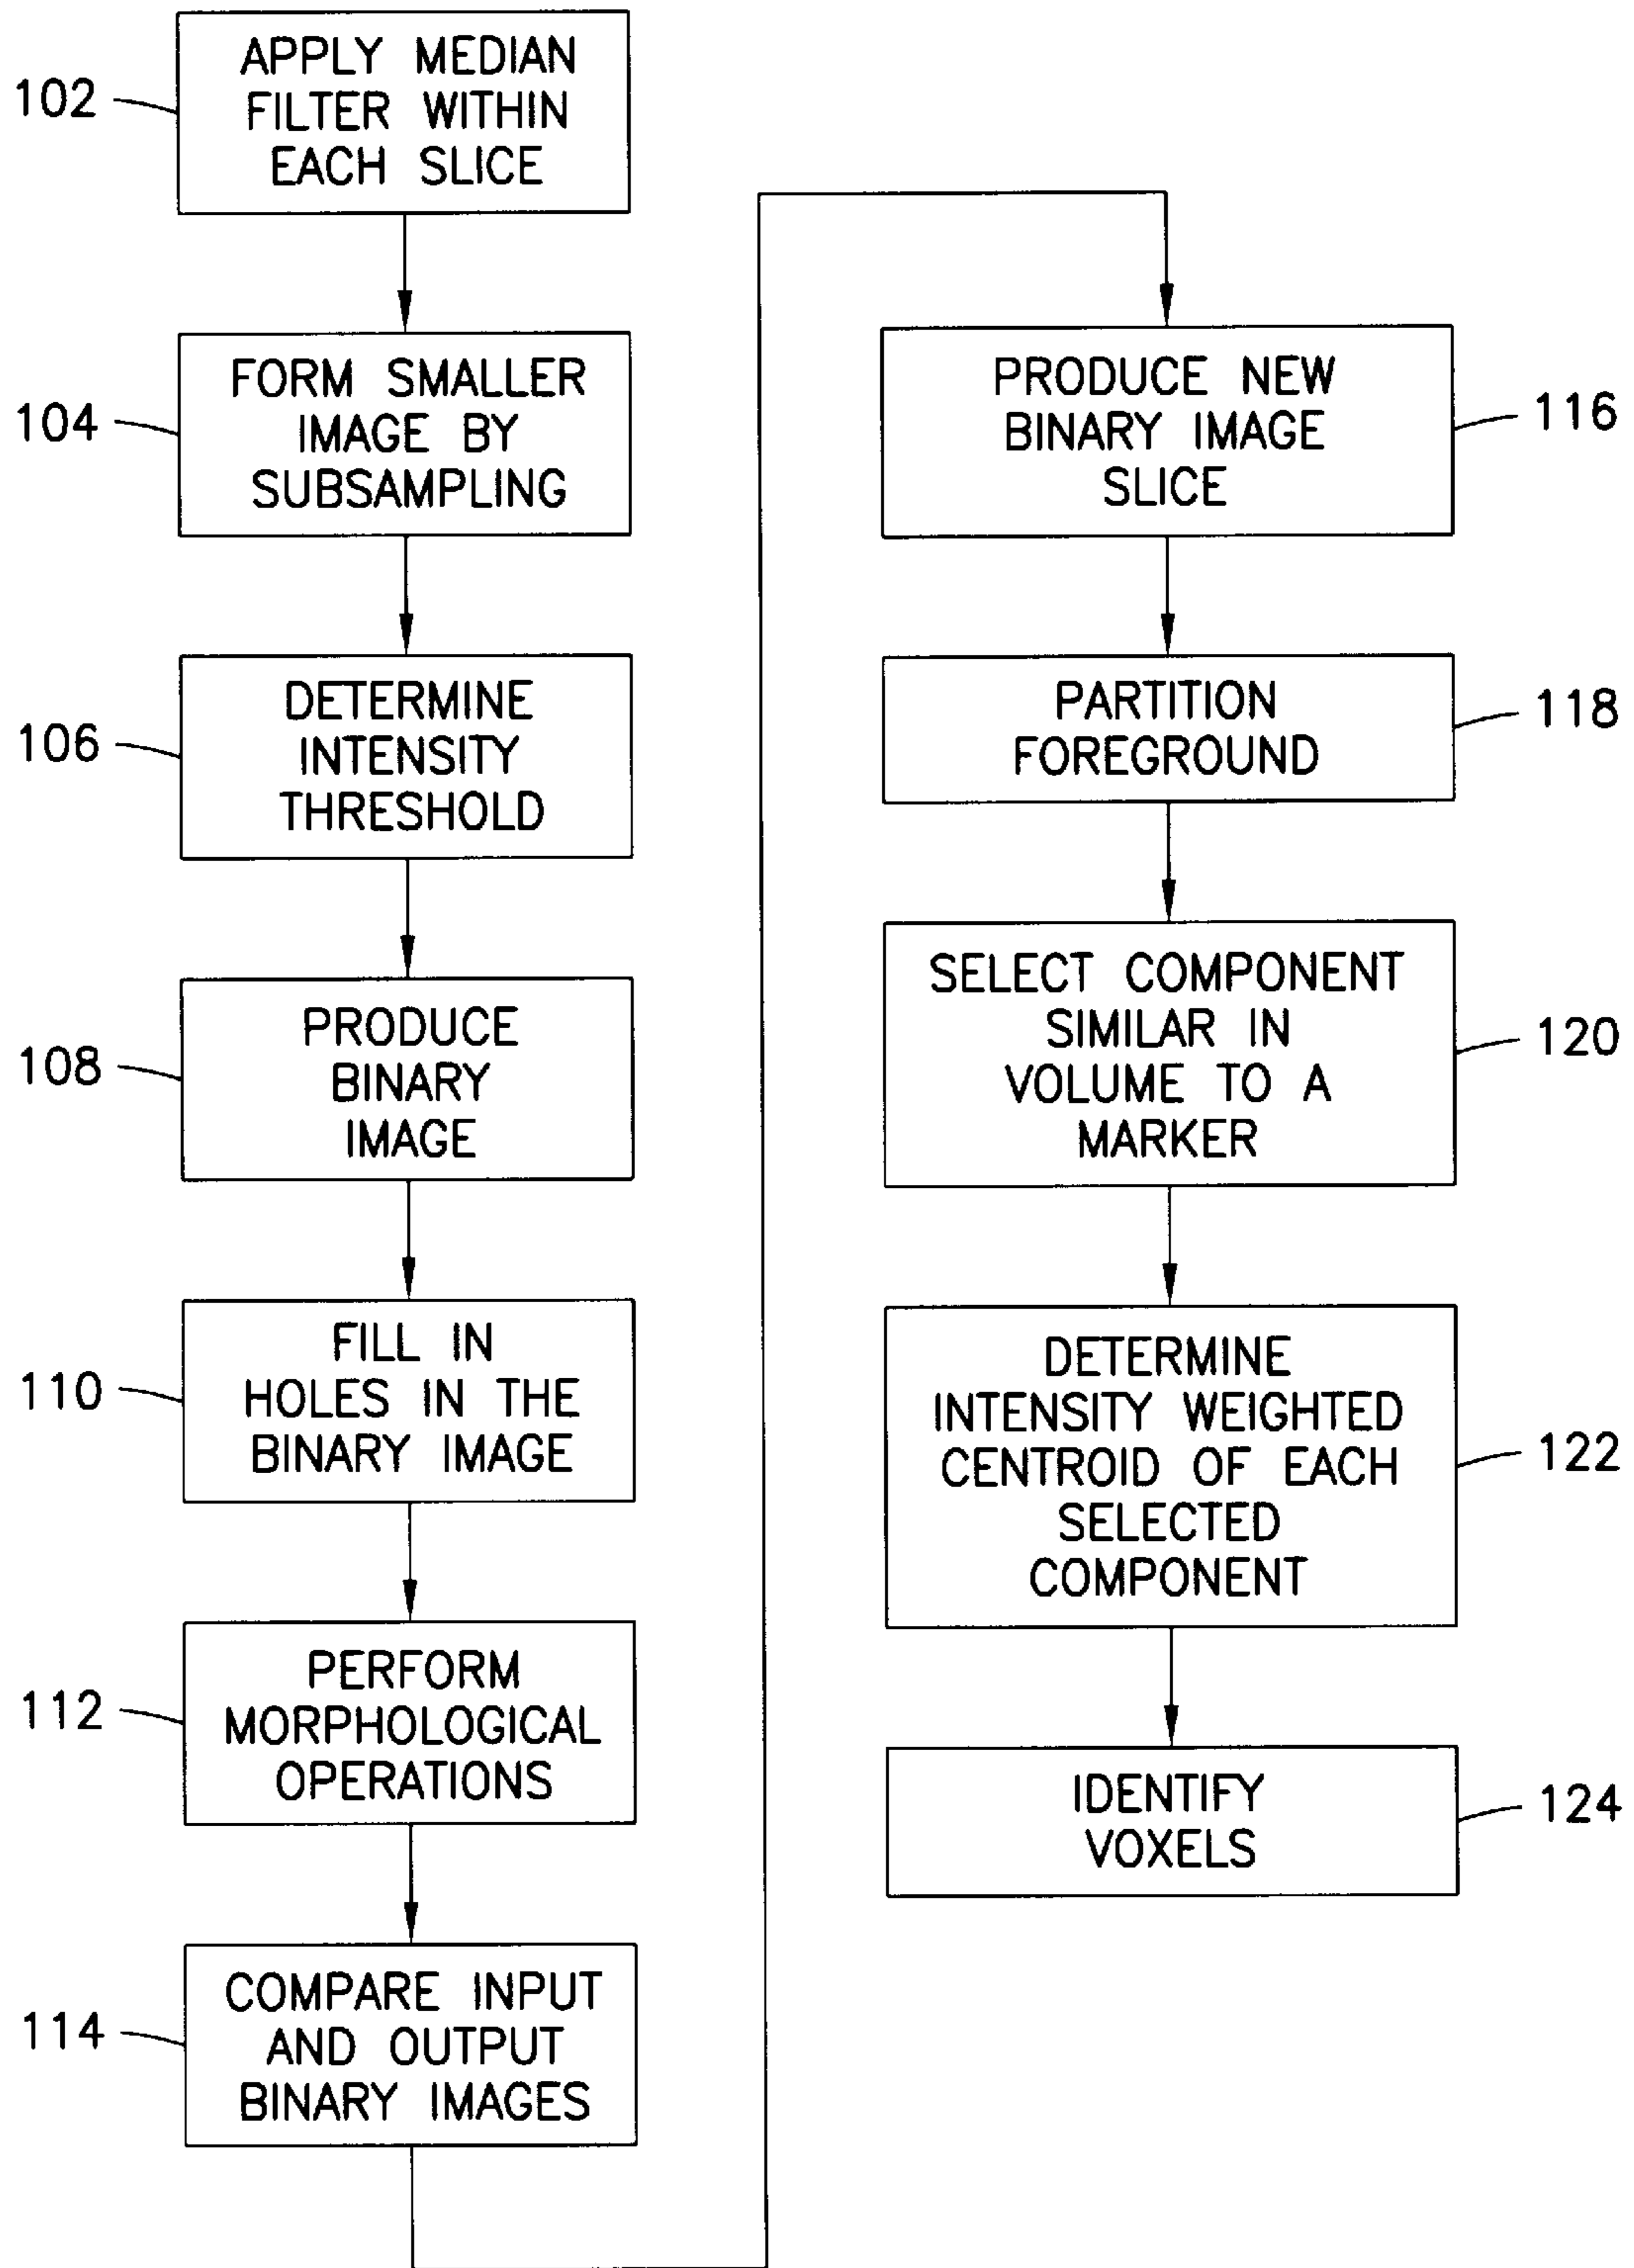 102
APPLY MEDIAN
FILTER WITHIN
EACH SLICE
104
FORM SMALLER
IMAGE BY
SUBSAMPLING
106
DETERMINE
INTENSITY
THRESHOLD
108
PRODUCE
BINARY
IMAGE
110
FILL IN
HOLES IN THE
BINARY IMAGE
112
PERFORM
MORPHOLOGICAL
OPERATIONS
114
COMPARE INPUT
AND OUTPUT
BINARY IMAGES
PRODUCE NEW
BINARY IMAGE
SLICE
116
PARTITION
FOREGROUND
118
SELECT COMPONENT
SIMILAR IN
VOLUME TO A
MARKER
120
DETERMINE
INTENSITY WEIGHTED
CENTROID OF EACH
SELECTED
COMPONENT
122
IDENTIFY
VOXELS
124